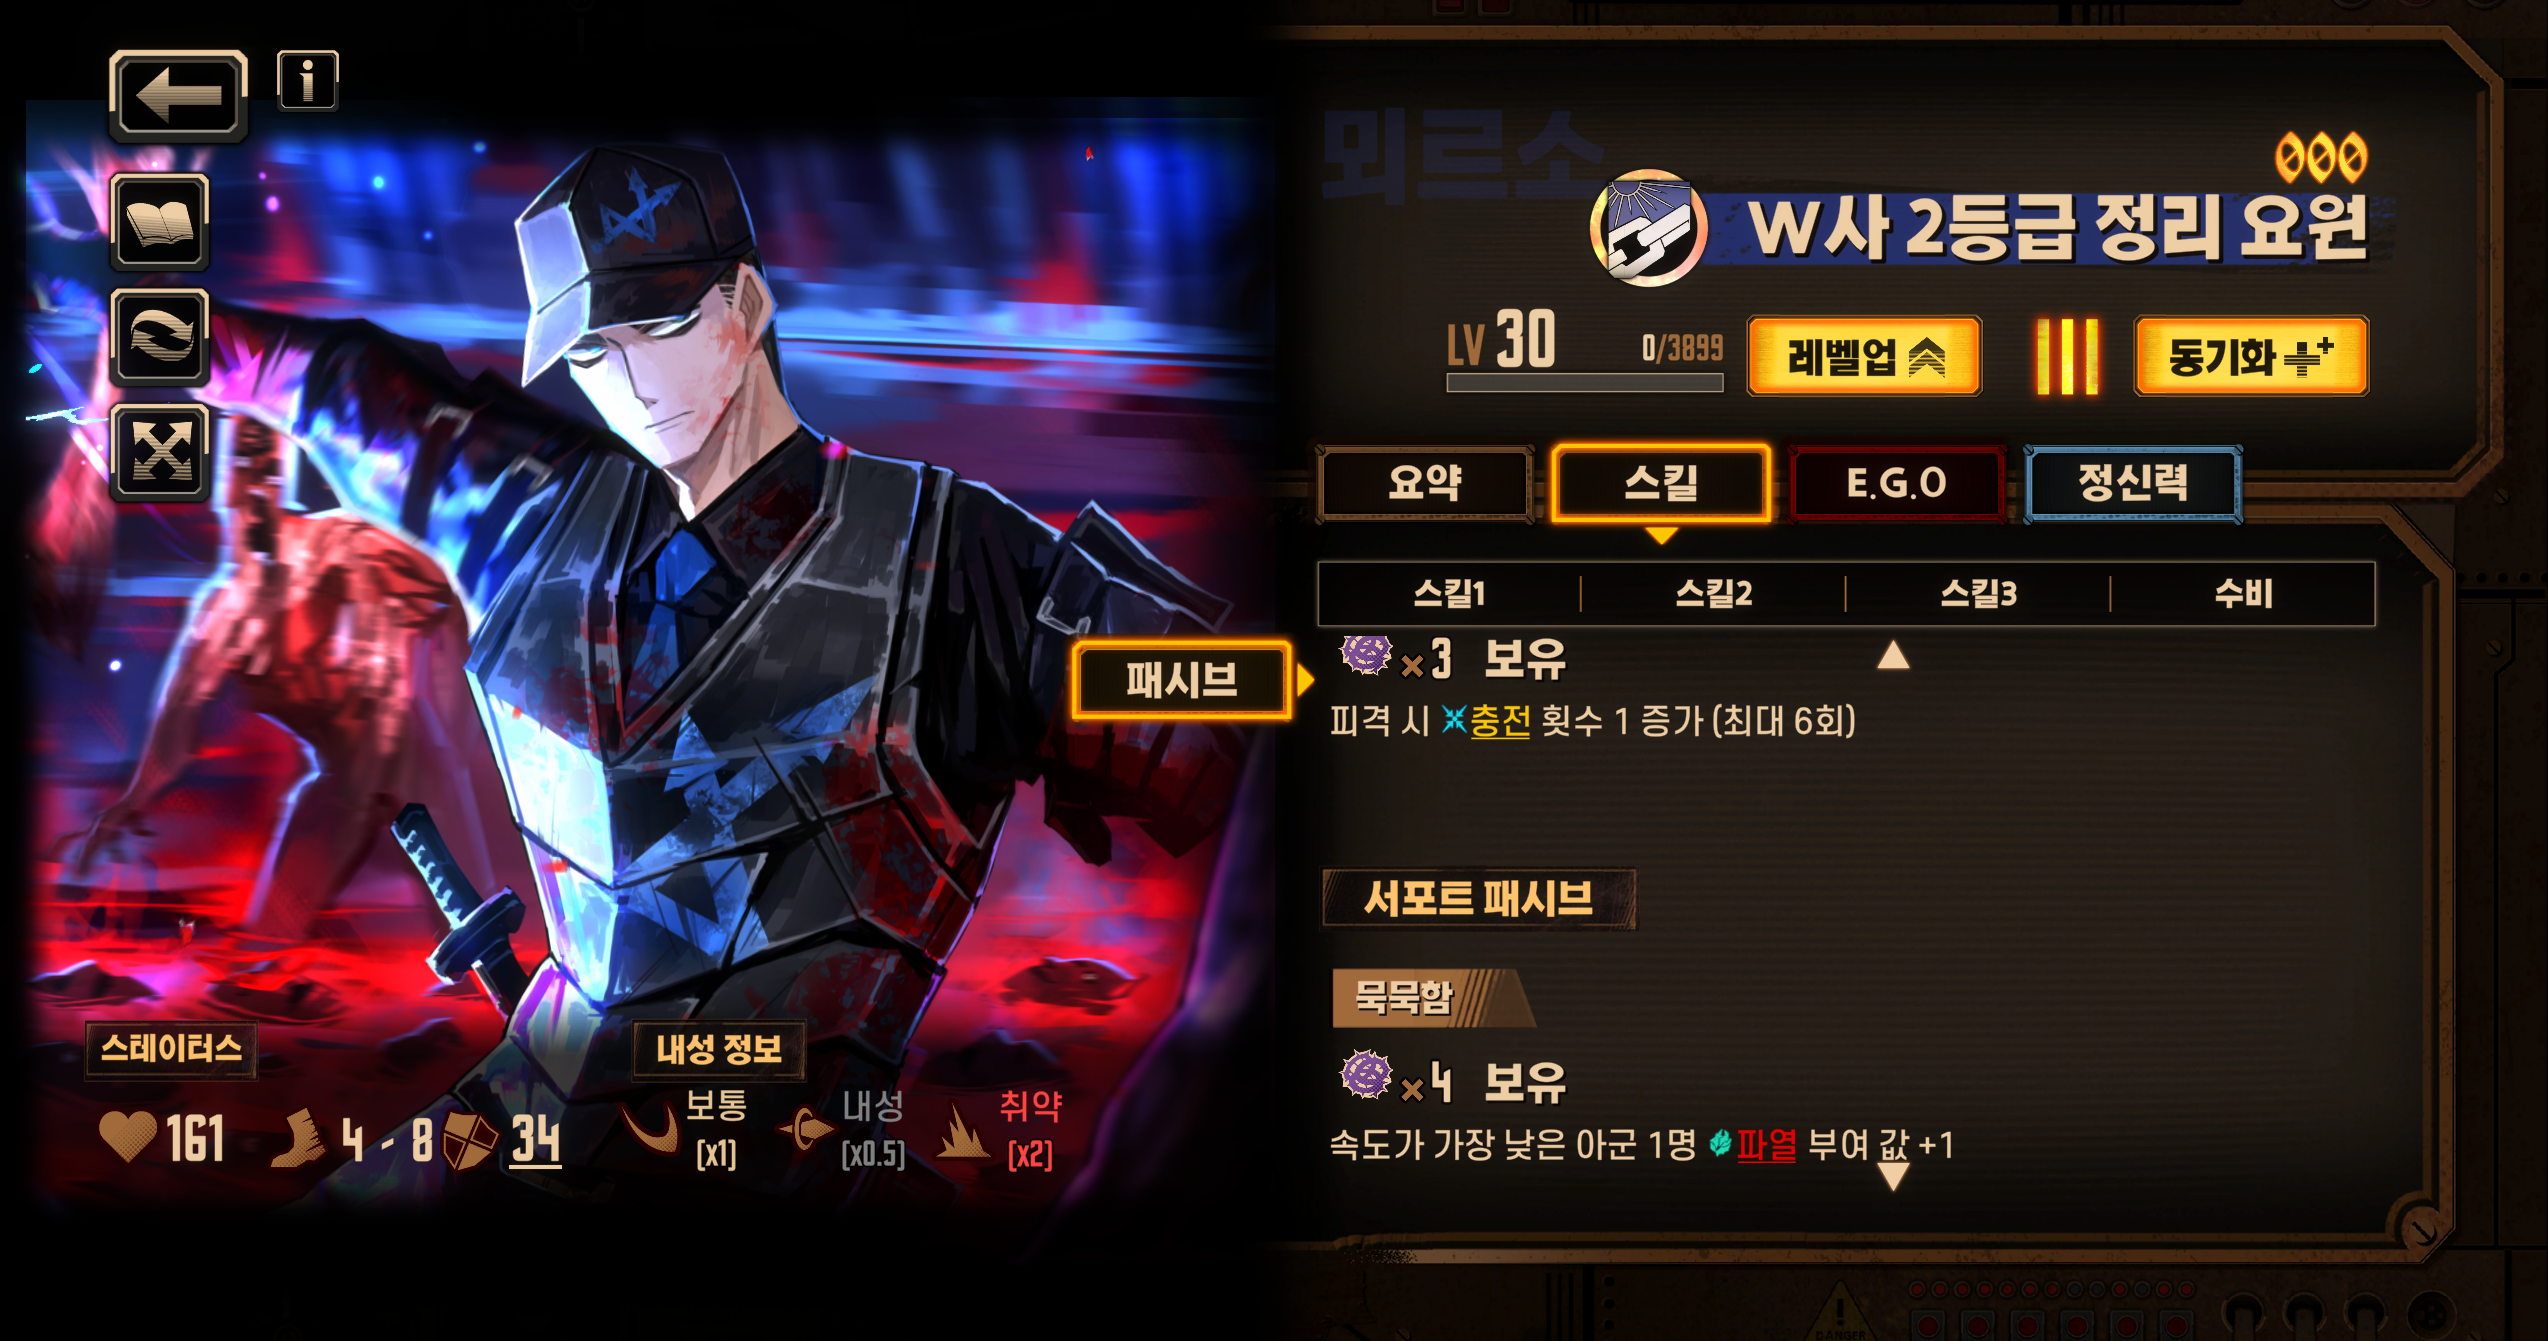 뫼르소
000
W사 2등급 정리 요원
LV 30
0/3899
레벨업
동기화
요약
스킬
E.G.O
정신력
스킬1
스킬2
스킬3
수비
패시브
×3 보유
피격 시 충전 횟수 1 증가 (최대 6회)
서포트 패시브
묵묵함
×4 보유
속도가 가장 낮은 아군 1명 파열 부여 값 +1
스테이터스
161
4 - 8
34
내성 정보
보통
(x1)
내성
(x0.5)
취약
(x2)
DANGER